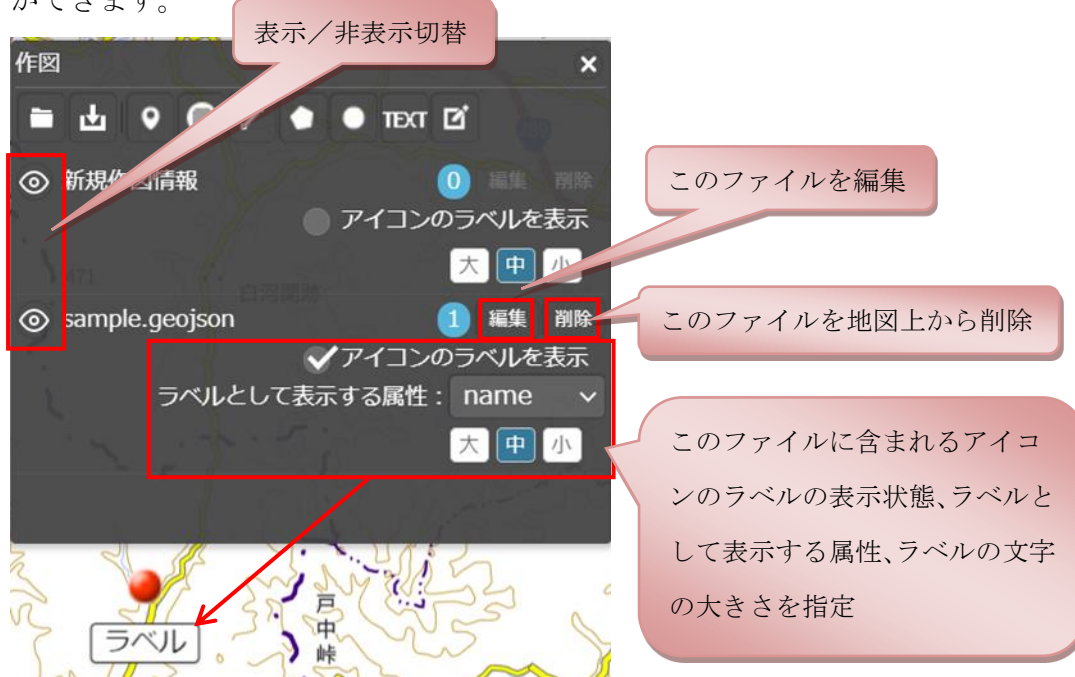 ができます。
表示／非表示切替
作図
TEXT
新規作図情報
0 編集 削除
アイコンのラベルを表示
大 中 小
471
白河関跡
このファイルを編集
sample.geojson
1 編集 削除
このファイルを地図上から削除
アイコンのラベルを表示
ラベルとして表示する属性： name
大 中 小
このファイルに含まれるアイコ
ンのラベルの表示状態、ラベルと
して表示する属性、ラベルの文字
の大きさを指定
ラベル
戸中峠